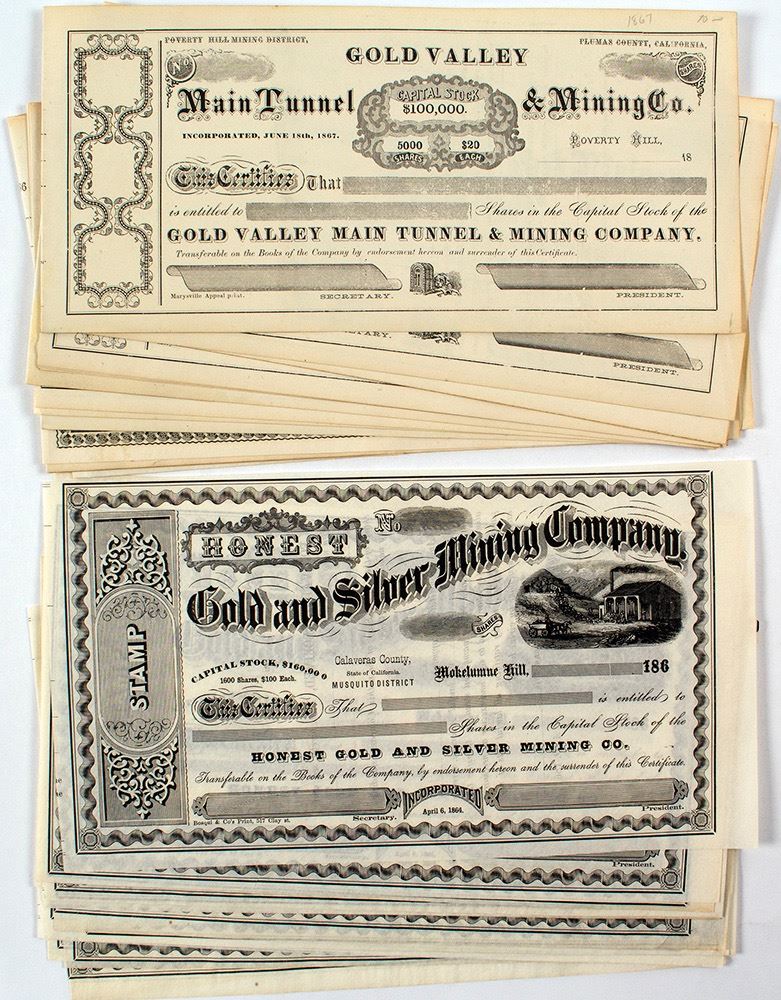 1867 10 —
POVERTY HILL MINING DISTRICT,
PLUMAS COUNTY, CALIFORNIA,
No.
GOLD VALLEY
SHARES
Main Tunnel
CAPITAL STOCK
$100,000.
& Mining Co.
INCORPORATED, JUNE 18th, 1867.
5000 SHARES
$20 EACH
POVERTY HILL,
18
This Certifies That
is entitled to Shares in the Capital Stock of the
GOLD VALLEY MAIN TUNNEL & MINING COMPANY.
Transferable on the Books of the Company by endorsement hereon and surrender of this Certificate.
Marysville Appeal print.
SECRETARY.
PRESIDENT.
PRESIDENT.
HONEST
No
Gold and Silver Mining Company.
SHARES
STAMP
CAPITAL STOCK, $160,000
1600 Shares, $100 Each.
Calaveras County,
State of California.
MUSQUITO DISTRICT
Mokelumne Hill, 186
This Certifies That is entitled to
Shares in the Capital Stock of the
HONEST GOLD AND SILVER MINING CO.
Transferable on the Books of the Company, by endorsement hereon and the surrender of this Certificate.
INCORPORATED
April 6, 1864.
Bosqui & Co's Print, 517 Clay st.
Secretary.
President.
President.